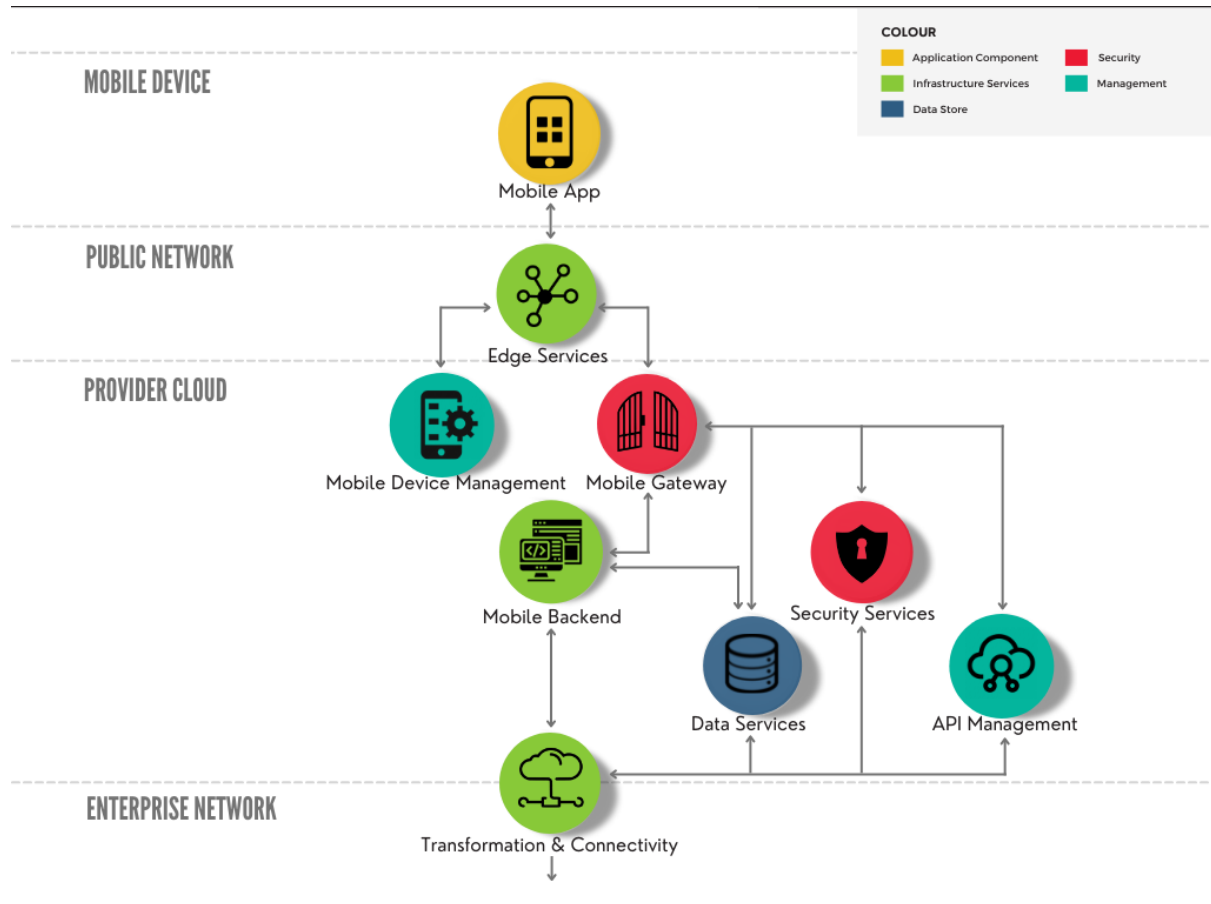 COLOUR
Application Component
Security
Infrastructure Services
Management
Data Store
MOBILE DEVICE
Mobile App
PUBLIC NETWORK
Edge Services
PROVIDER CLOUD
Mobile Device Management
Mobile Gateway
</>
Mobile Backend
Security Services
Data Services
API Management
ENTERPRISE NETWORK
Transformation & Connectivity